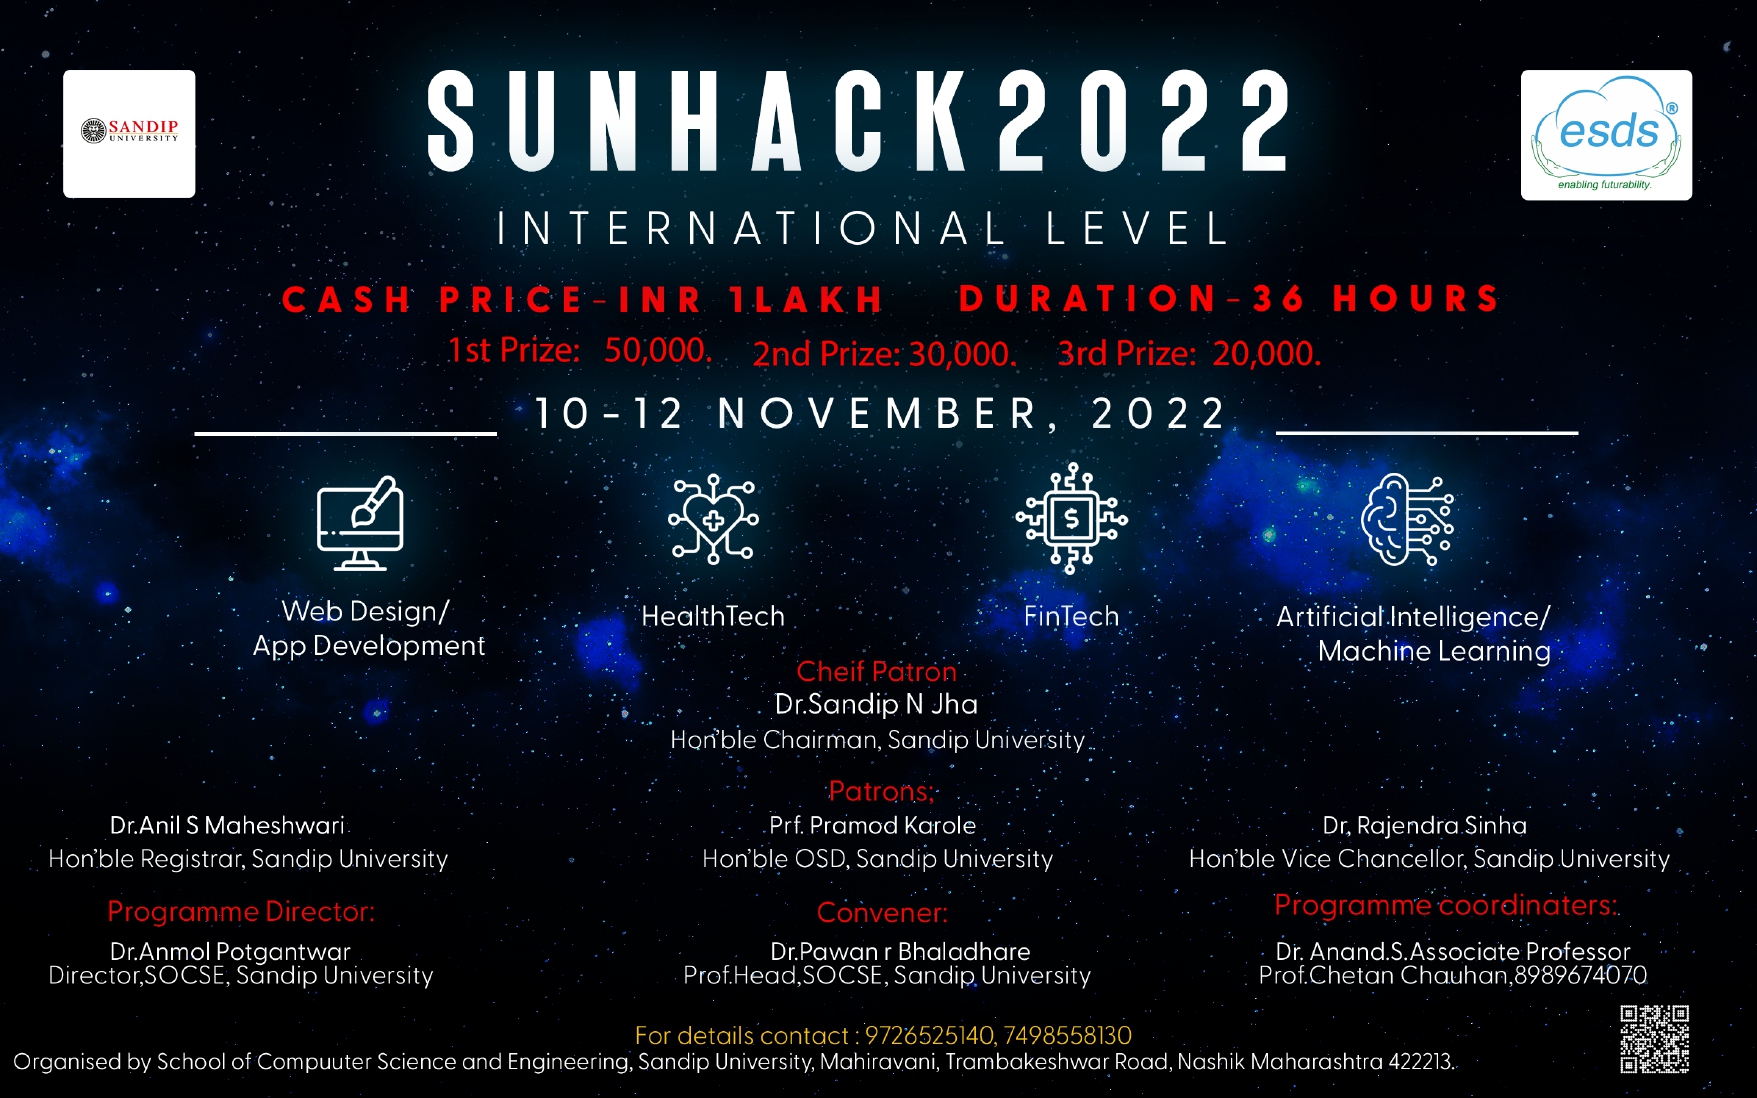 SANDIP
UNIVERSITY
SUNHACK2022
esds®
enabling futurability.
INTERNATIONAL LEVEL
CASH PRICE-INR 1LAKH DURATION-36 HOURS
1st Prize: 50,000. 2nd Prize: 30,000. 3rd Prize: 20,000.
10-12 NOVEMBER, 2022
Web Design/
App Development
HealthTech
FinTech
Artificial Intelligence/
Machine Learning
Cheif Patron
Dr.Sandip N Jha
Hon'ble Chairman, Sandip University
Patrons;
Dr.Anil S Maheshwari
Hon'ble Registrar, Sandip University
Prf. Pramod Karole
Hon'ble OSD, Sandip University
Dr, Rajendra Sinha
Hon'ble Vice Chancellor, Sandip University
Programme Director:
Dr.Anmol Potgantwar
Director,SOCSE, Sandip University
Convener:
Dr.Pawan r Bhaladhare
Prof.Head,SOCSE, Sandip University
Programme coordinaters:
Dr. Anand.S.Associate Professor
Prof.Chetan Chauhan,8989674070
For details contact : 9726525140, 7498558130
Organised by School of Compuuter Science and Engineering, Sandip University, Mahiravani, Trambakeshwar Road, Nashik Maharashtra 422213.